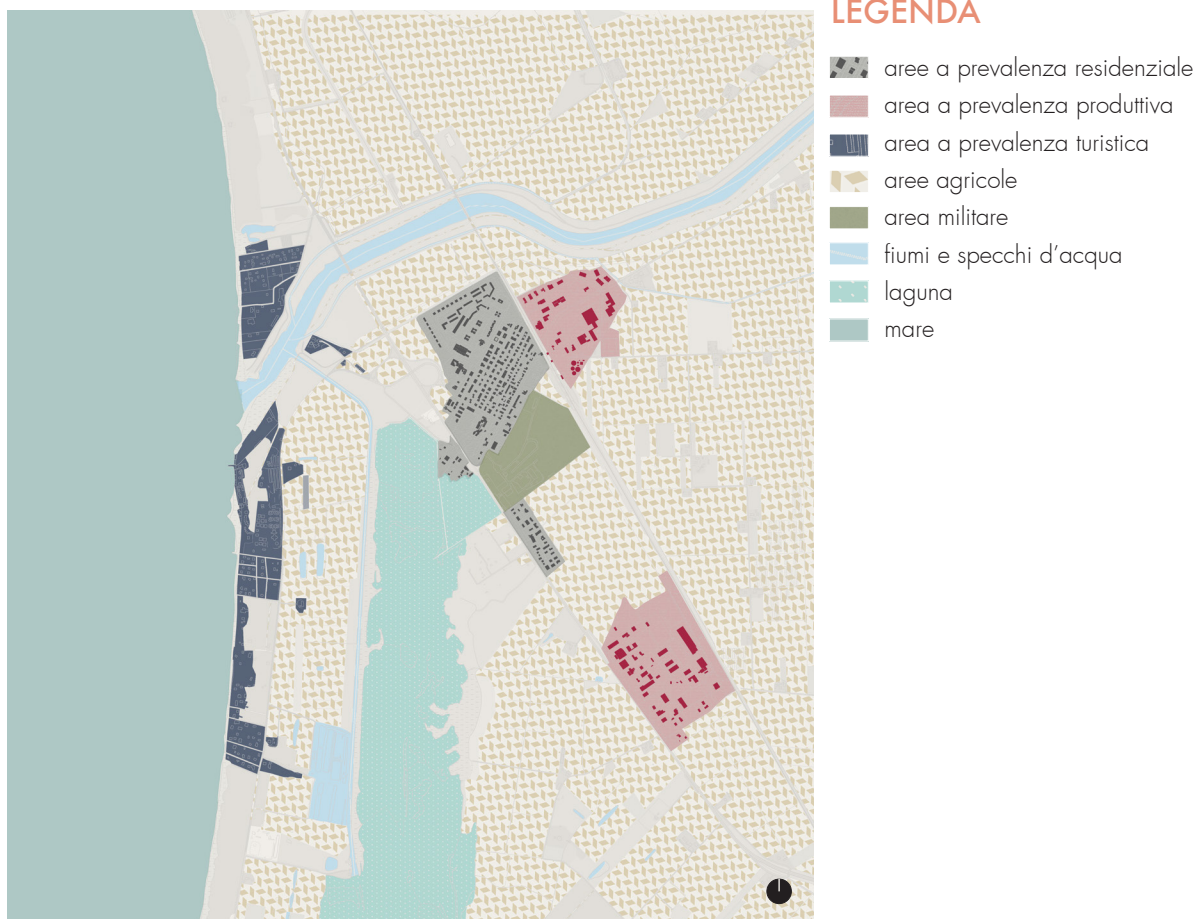 LEGENDA
aree a prevalenza residenziale
area a prevalenza produttiva
area a prevalenza turistica
aree agricole
area militare
fiumi e specchi d'acqua
laguna
mare